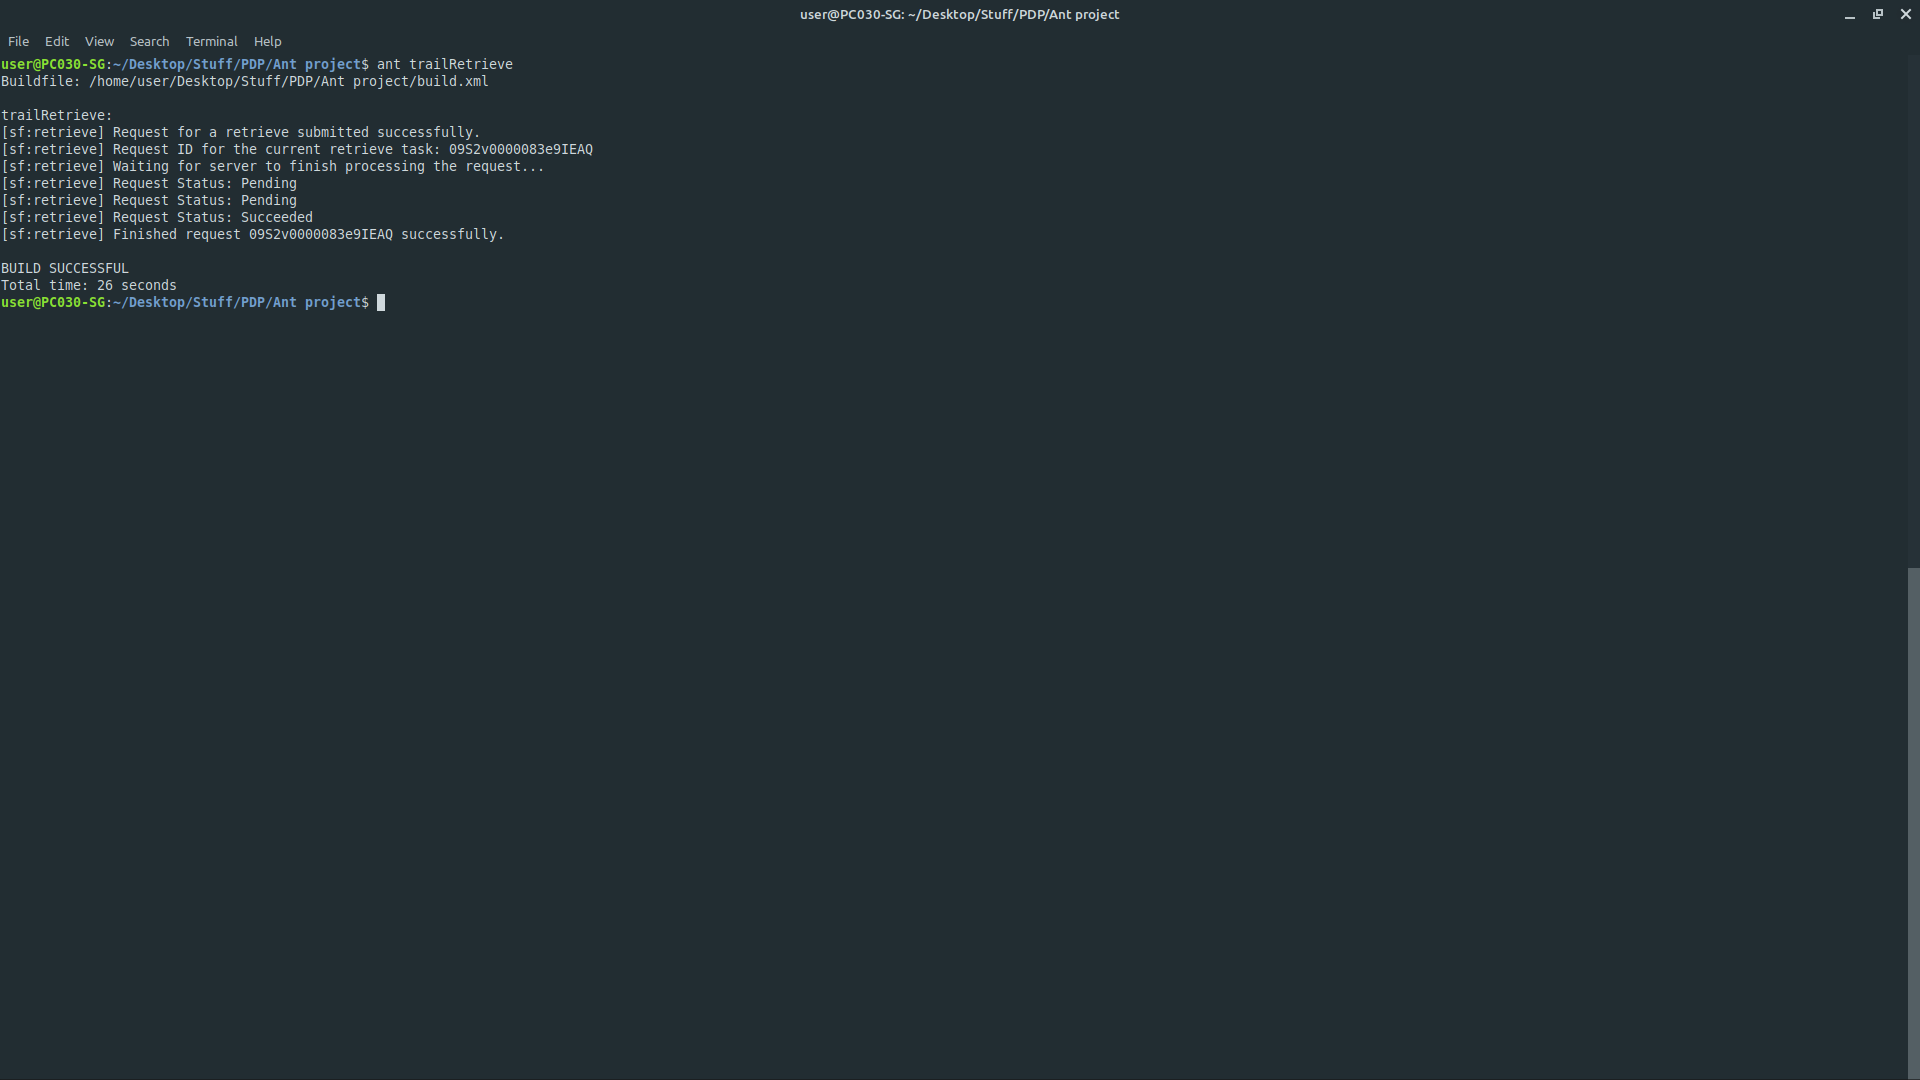 user@PC030-SG: ~/Desktop/Stuff/PDP/Ant project
File Edit View Search Terminal Help
user@PC030-SG:~/Desktop/Stuff/PDP/Ant project$ ant trailRetrieve
Buildfile: /home/user/Desktop/Stuff/PDP/Ant project/build.xml
trailRetrieve:
[sf:retrieve] Request for a retrieve submitted successfully.
[sf:retrieve] Request ID for the current retrieve task: 09S2v0000083e9IEAQ
[sf:retrieve] Waiting for server to finish processing the request...
[sf:retrieve] Request Status: Pending
[sf:retrieve] Request Status: Pending
[sf:retrieve] Request Status: Succeeded
[sf:retrieve] Finished request 09S2v0000083e9IEAQ successfully.
BUILD SUCCESSFUL
Total time: 26 seconds
user@PC030-SG:~/Desktop/Stuff/PDP/Ant project$